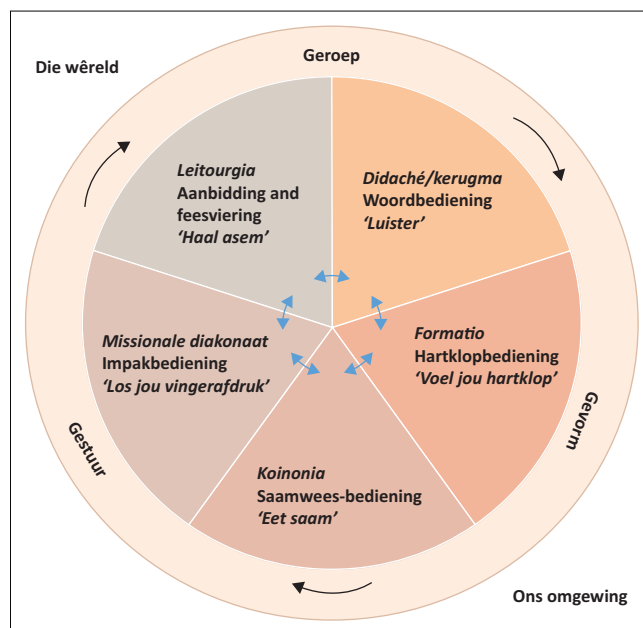 Die wêreld
Geroep
Leitourgia
Aanbidding and
feesviering
‘Haal asem’
Didaché/kerugma
Woordbediening
‘Luister’
Missionale diakonaat
Impakbediening
‘Los jou vingerafdruk’
Formatio
Hartklopbediening
‘Voel jou hartklop’
Gestuur
Gevorm
Koinonia
Saamwees-bediening
‘Eet saam’
Ons omgewing